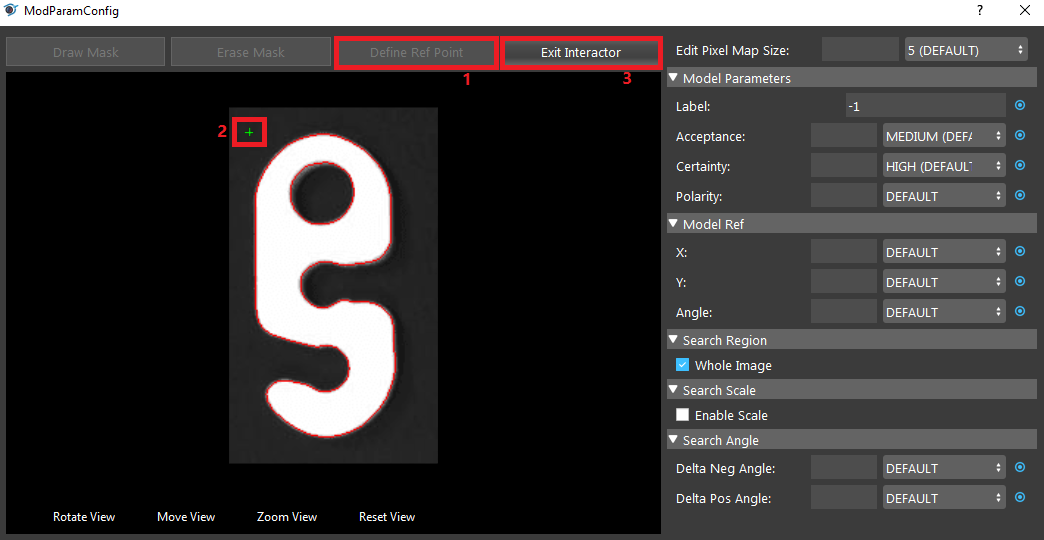 ModParamConfig
Draw Mask Erase Mask Define Ref Point Exit Interactor
1 3
2
Rotate View Move View Zoom View Reset View
Edit Pixel Map Size: 5 (DEFAULT)
Model Parameters
Label: -1
Acceptance: MEDIUM (DEFA
Certainty: HIGH (DEFAULT
Polarity: DEFAULT
Model Ref
X: DEFAULT
Y: DEFAULT
Angle: DEFAULT
Search Region
Whole Image
Search Scale
Enable Scale
Search Angle
Delta Neg Angle: DEFAULT
Delta Pos Angle: DEFAULT